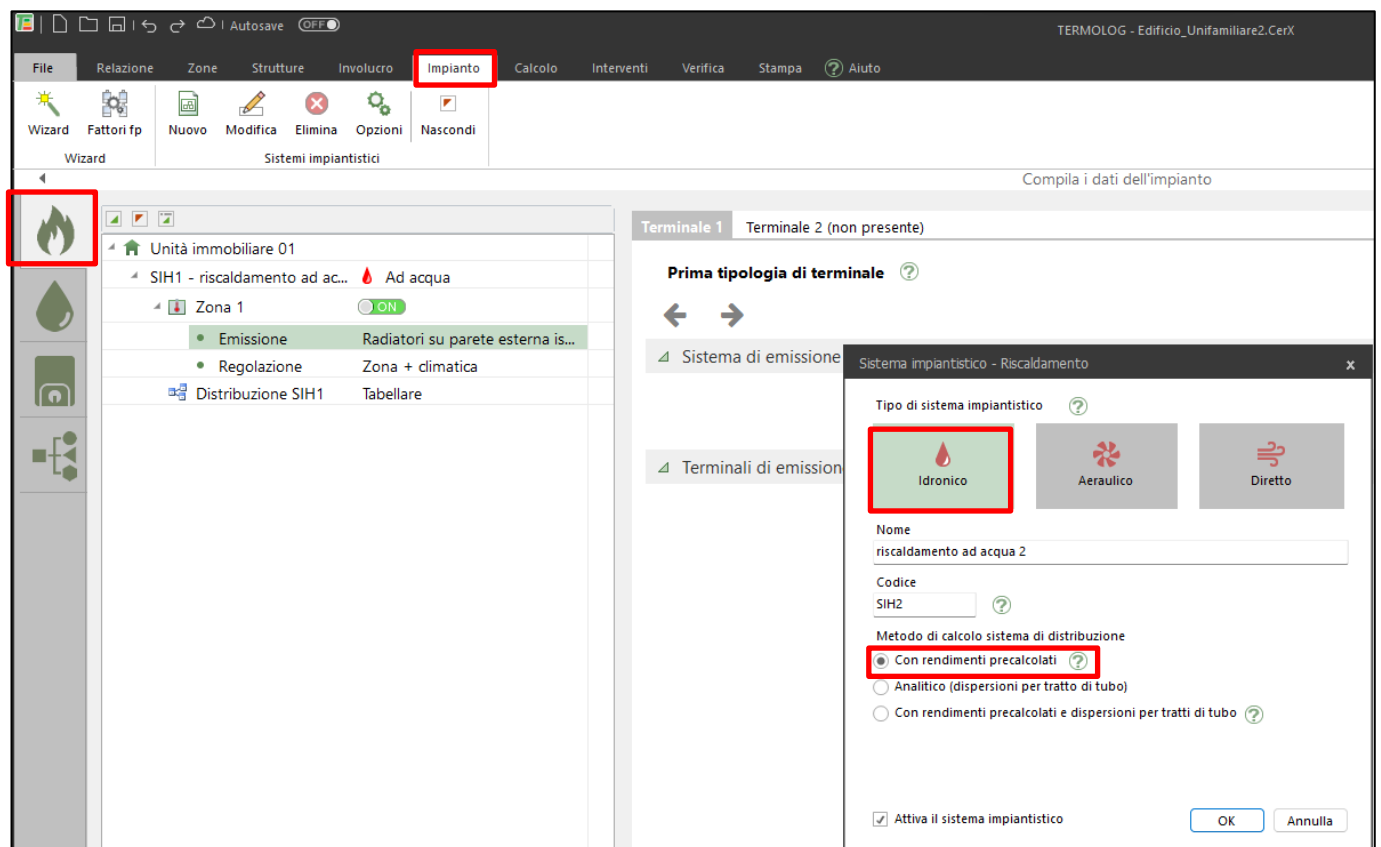 Autosave OFF
TERMOLOG - Edificio_Unifamiliare2.CerX
File Relazione Zone Strutture Involucro Impianto Calcolo Interventi Verifica Stampa ? Aiuto
Wizard Fattori fp Nuovo Modifica Elimina Opzioni Nascondi
Wizard Sistemi impiantistici
Compila i dati dell'impianto
Terminale 1 Terminale 2 (non presente)
Unità immobiliare 01
SIH1 - riscaldamento ad ac... Ad acqua
Zona 1 ON
Emissione Radiatori su parete esterna is...
Regolazione Zona + climatica
Distribuzione SIH1 Tabellare
Prima tipologia di terminale ?
Sistema di emissione
Terminali di emission
Sistema impiantistico - Riscaldamento x
Tipo di sistema impiantistico ?
Idronico Aeraulico Diretto
Nome
riscaldamento ad acqua 2
Codice
SIH2 ?
Metodo di calcolo sistema di distribuzione
Con rendimenti precalcolati ?
Analitico (dispersioni per tratto di tubo)
Con rendimenti precalcolati e dispersioni per tratti di tubo ?
Attiva il sistema impiantistico OK Annulla